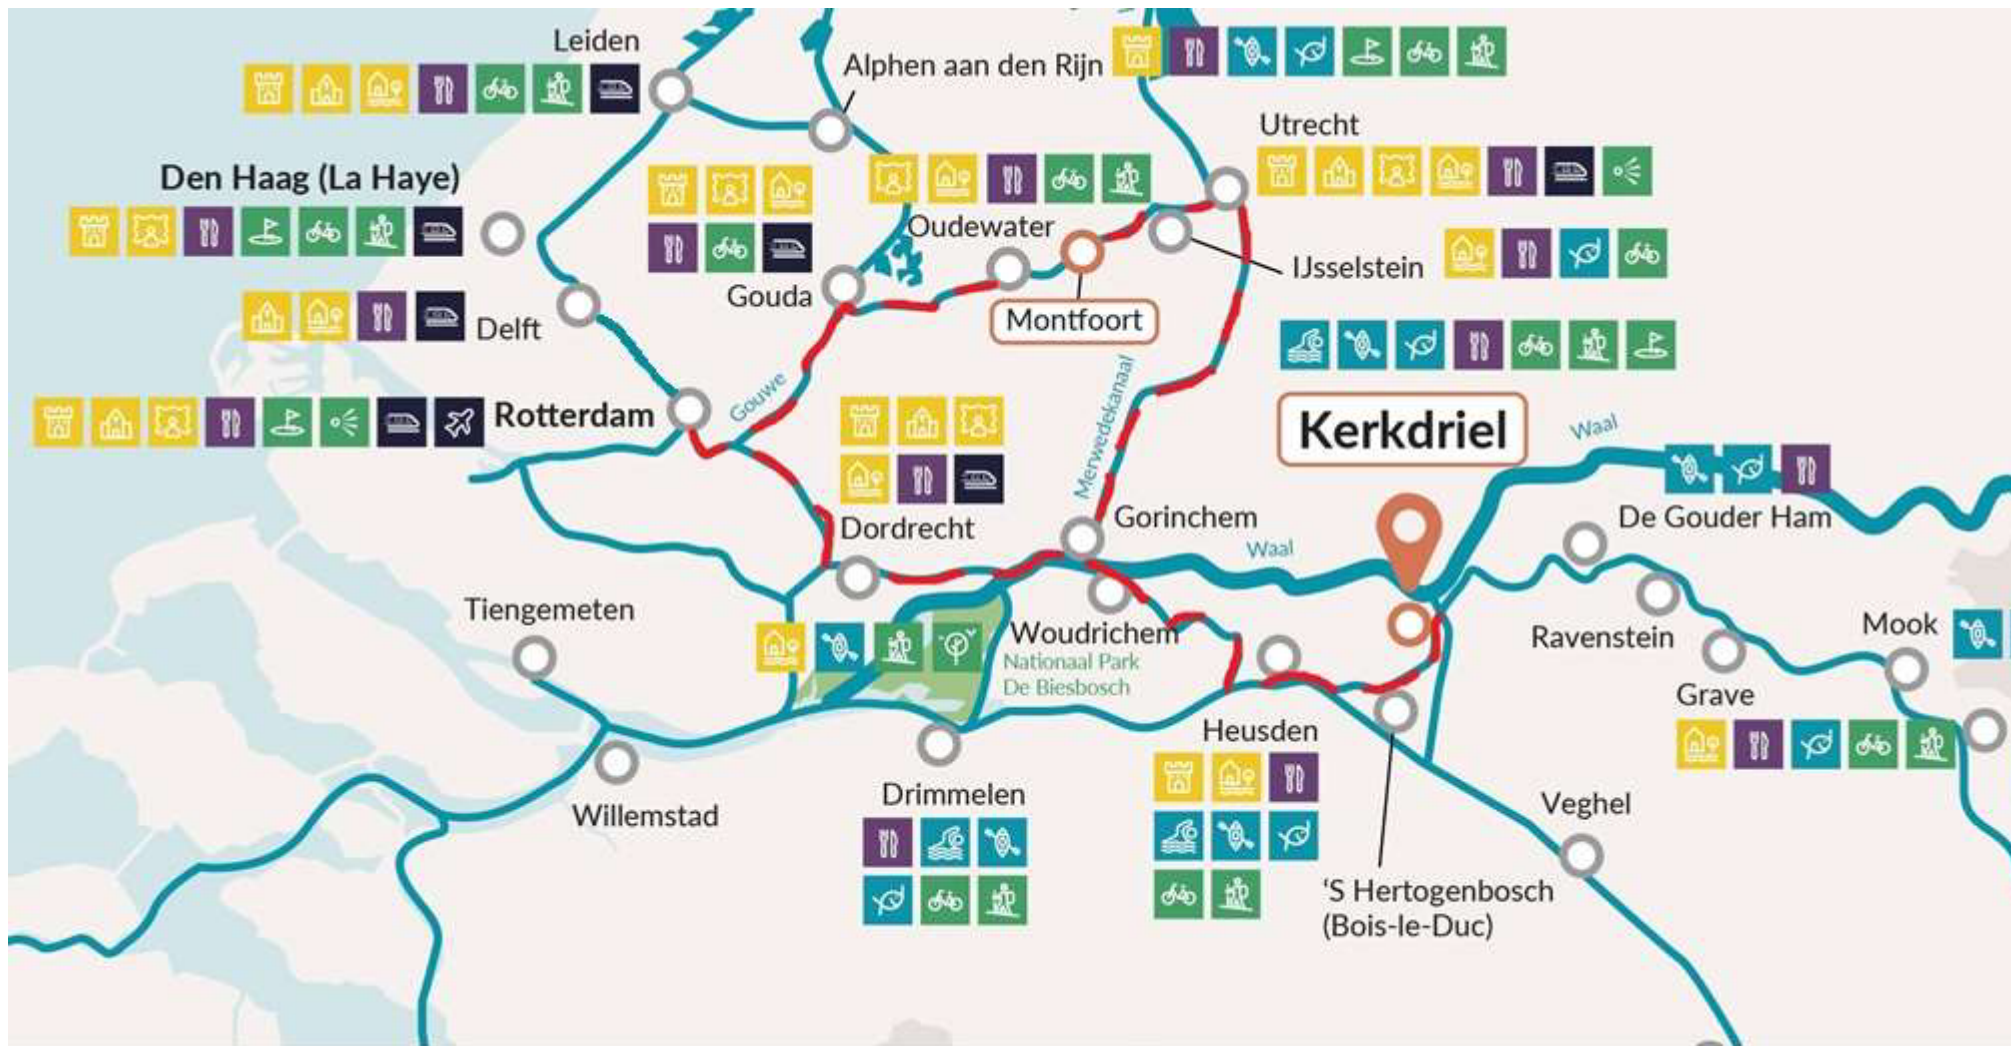 Leiden
Alphen aan den Rijn
Utrecht
Den Haag (La Haye)
Oudewater
IJsselstein
Gouda
Montfoort
Delft
Rotterdam
Gouwe
Merwedekanaal
Kerkdriel
Waal
De Gouder Ham
Dordrecht
Gorinchem
Waal
Tiengemeten
Woudrichem
Nationaal Park
De Biesbosch
Ravenstein
Mook
Grave
Heusden
Drimmelen
Willemstad
Veghel
‘S Hertogenbosch
(Bois-le-Duc)